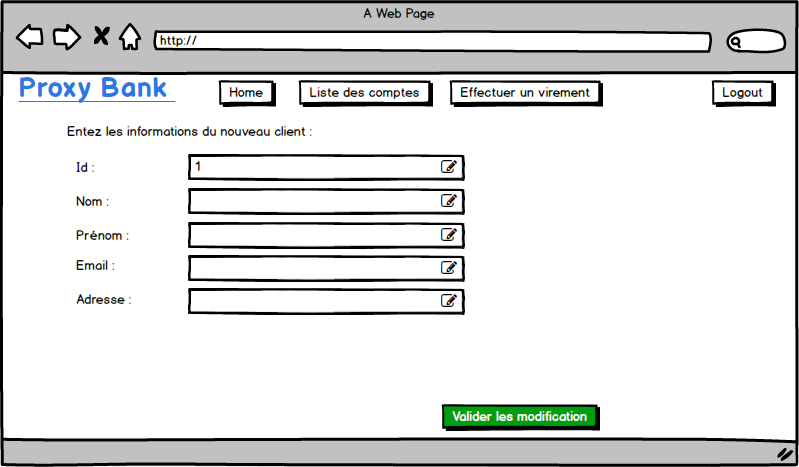 A Web Page
http://
Proxy Bank
Home
Liste des comptes
Effectuer un virement
Logout
Entez les informations du nouveau client :
Id :
1
Nom :
Prénom :
Email :
Adresse :
Valider les modification